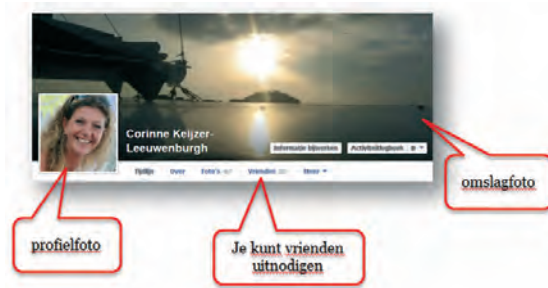 Corinne Keijzer-
Leeuwenburgh
Informatie bijwerken
Activiteitenlogboek
Tijdlijn Over Foto's Vrienden Meer
omslagfoto
profielfoto
Je kunt vrienden
uitnodigen